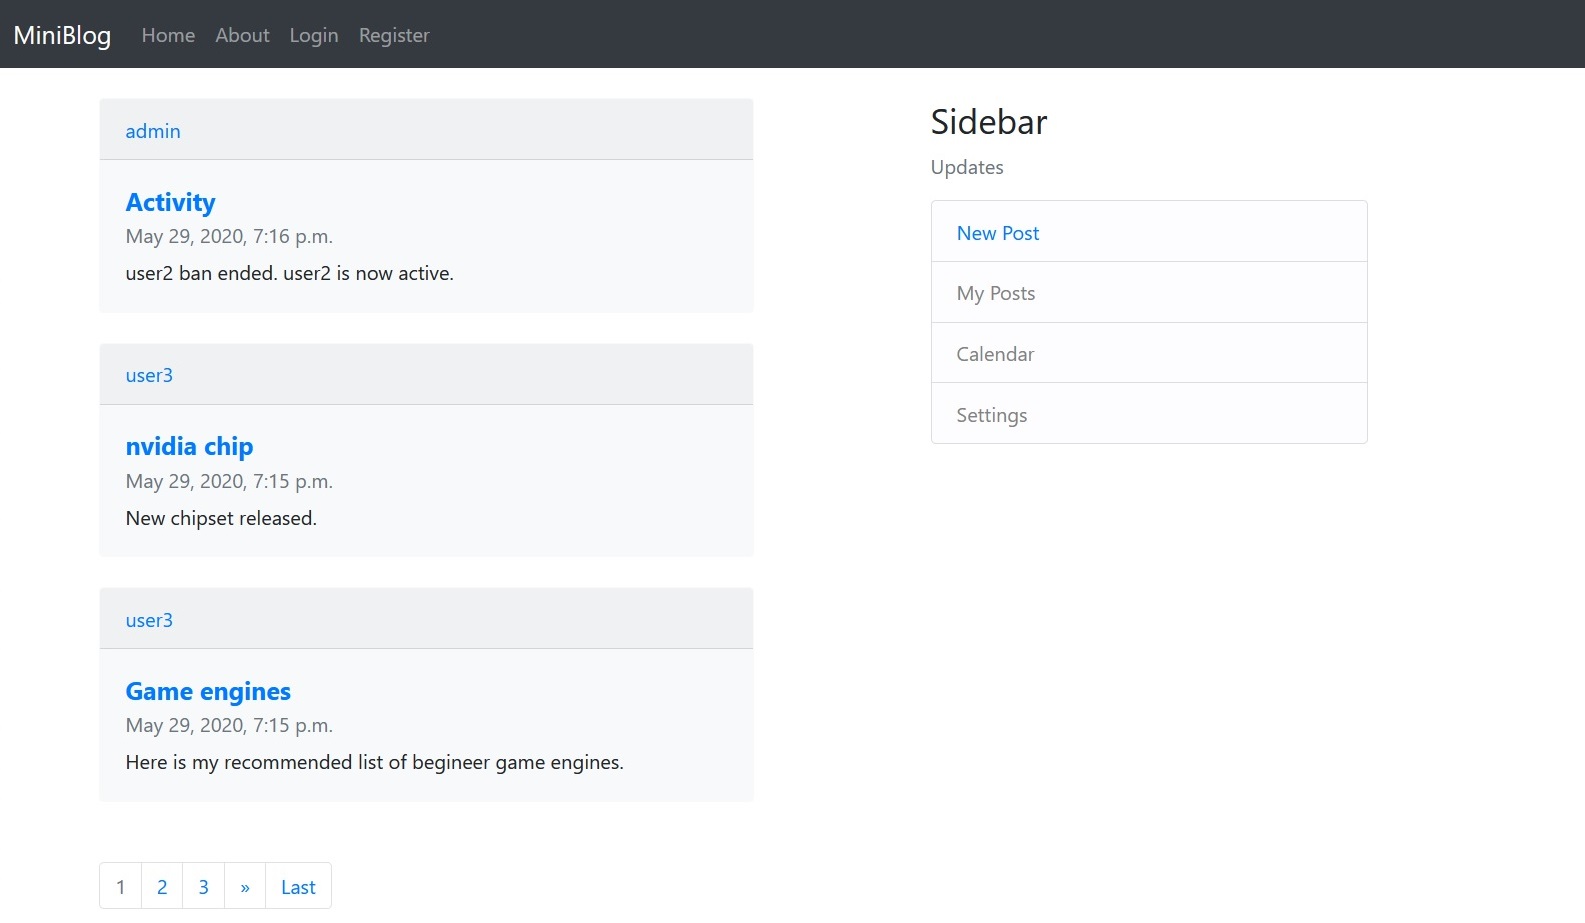 MiniBlog Home About Login Register
admin
Activity
May 29, 2020, 7:16 p.m.
user2 ban ended. user2 is now active.
user3
nvidia chip
May 29, 2020, 7:15 p.m.
New chipset released.
user3
Game engines
May 29, 2020, 7:15 p.m.
Here is my recommended list of begineer game engines.
1 2 3 » Last
Sidebar
Updates
New Post
My Posts
Calendar
Settings